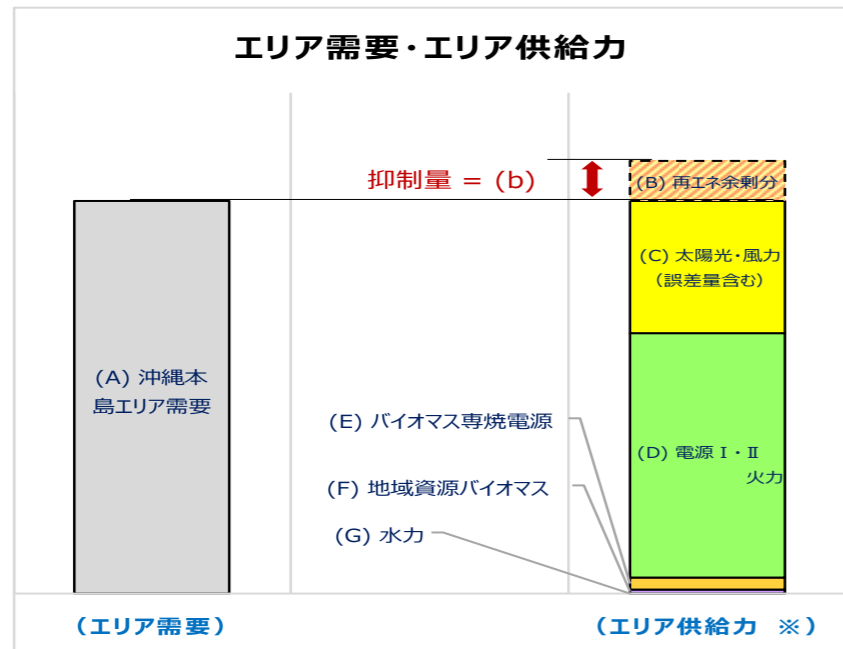 エリア需要・エリア供給力
抑制量 = (b)
(B) 再エネ余剰分
(C) 太陽光・風力
(誤差量含む)
(A) 沖縄本
島エリア需要
(E) バイオマス専焼電源
(D) 電源Ⅰ・Ⅱ
火力
(F) 地域資源バイオマス
(G) 水力
(エリア需要)
(エリア供給力 ※)